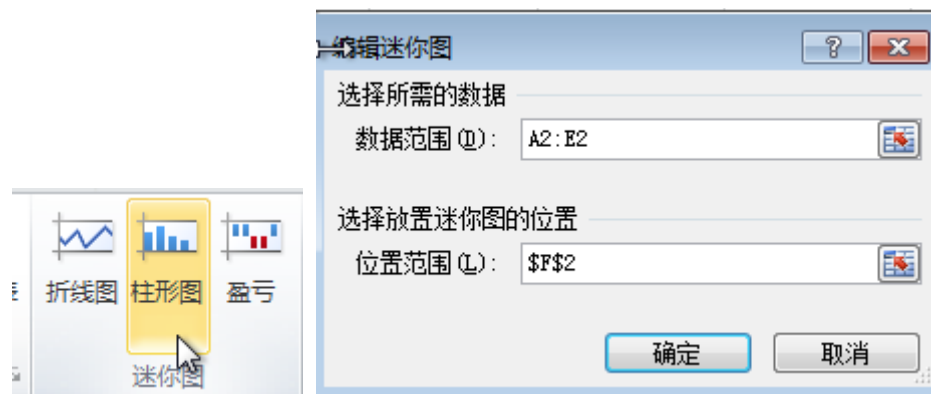 折线图 柱形图 盈亏
迷你图
编辑迷你图
选择所需的数据
数据范围(D): A2:E2
选择放置迷你图的位置
位置范围(L): $F$2
确定 取消